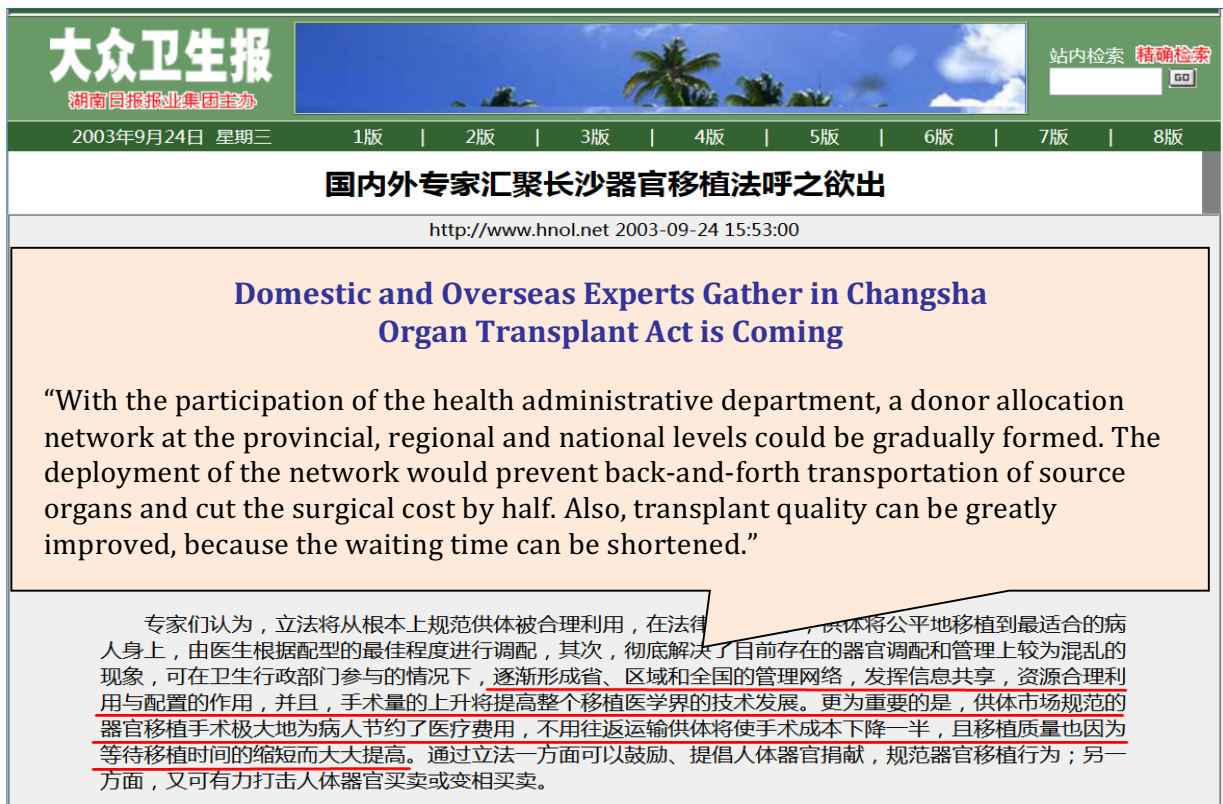 大众卫生报
湖南日报报业集团主办
站内检索 精确检索
GO
2003年9月24日 星期三 1版 | 2版 | 3版 | 4版 | 5版 | 6版 | 7版 | 8版
国内外专家汇聚长沙器官移植法呼之欲出
http://www.hnol.net 2003-09-24 15:53:00
Domestic and Overseas Experts Gather in Changsha
Organ Transplant Act is Coming
“With the participation of the health administrative department, a donor allocation
network at the provincial, regional and national levels could be gradually formed. The
deployment of the network would prevent back-and-forth transportation of source
organs and cut the surgical cost by half. Also, transplant quality can be greatly
improved, because the waiting time can be shortened.”
专家们认为，立法将从根本上规范供体被合理利用，在法律 ，供体将公平地移植到最适合的病
人身上，由医生根据配型的最佳程度进行调配，其次，彻底解决了目前存在的器官调配和管理上较为混乱的
现象，可在卫生行政部门参与的情况下，逐渐形成省、区域和全国的管理网络，发挥信息共享，资源合理利
用与配置的作用，并且，手术量的上升将提高整个移植医学界的技术发展。更为重要的是，供体市场规范的
器官移植手术极大地为病人节约了医疗费用，不用往返运输供体将使手术成本下降一半，且移植质量也因为
等待移植时间的缩短而大大提高。通过立法一方面可以鼓励、提倡人体器官捐献，规范器官移植行为；另一
方面，又可有力打击人体器官买卖或变相买卖。